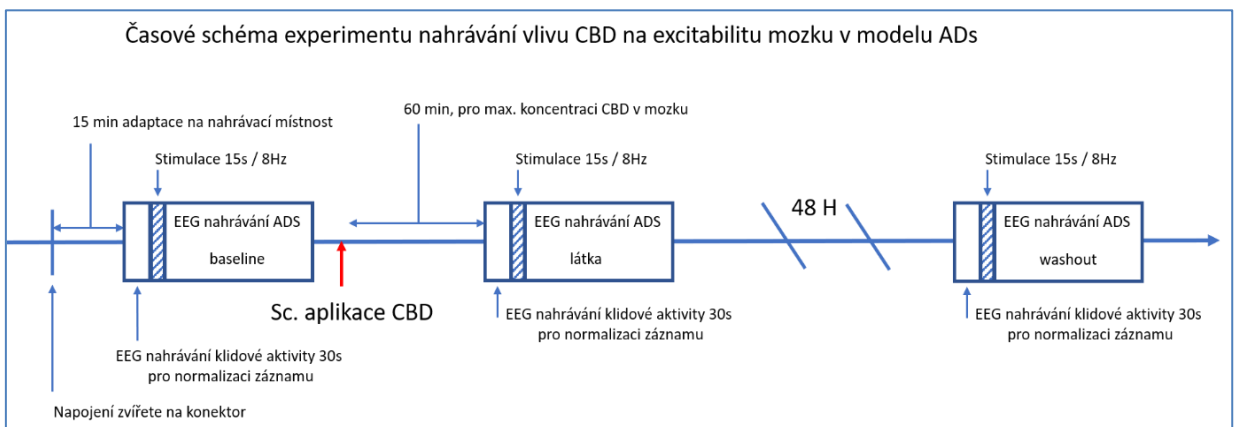 Časové schéma experimentu nahrávání vlivu CBD na excitabilitu mozku v modelu ADs
15 min adaptace na nahrávací místnost
60 min, pro max. koncentraci CBD v mozku
Stimulace 15s / 8Hz
Stimulace 15s / 8Hz
Stimulace 15s / 8Hz
EEG nahrávání ADS
baseline
EEG nahrávání ADS
látka
48 H
EEG nahrávání ADS
washout
Sc. aplikace CBD
EEG nahrávání klidové aktivity 30s
pro normalizaci záznamu
EEG nahrávání klidové aktivity 30s
pro normalizaci záznamu
EEG nahrávání klidové aktivity 30s
pro normalizaci záznamu
Napojení zvířete na konektor